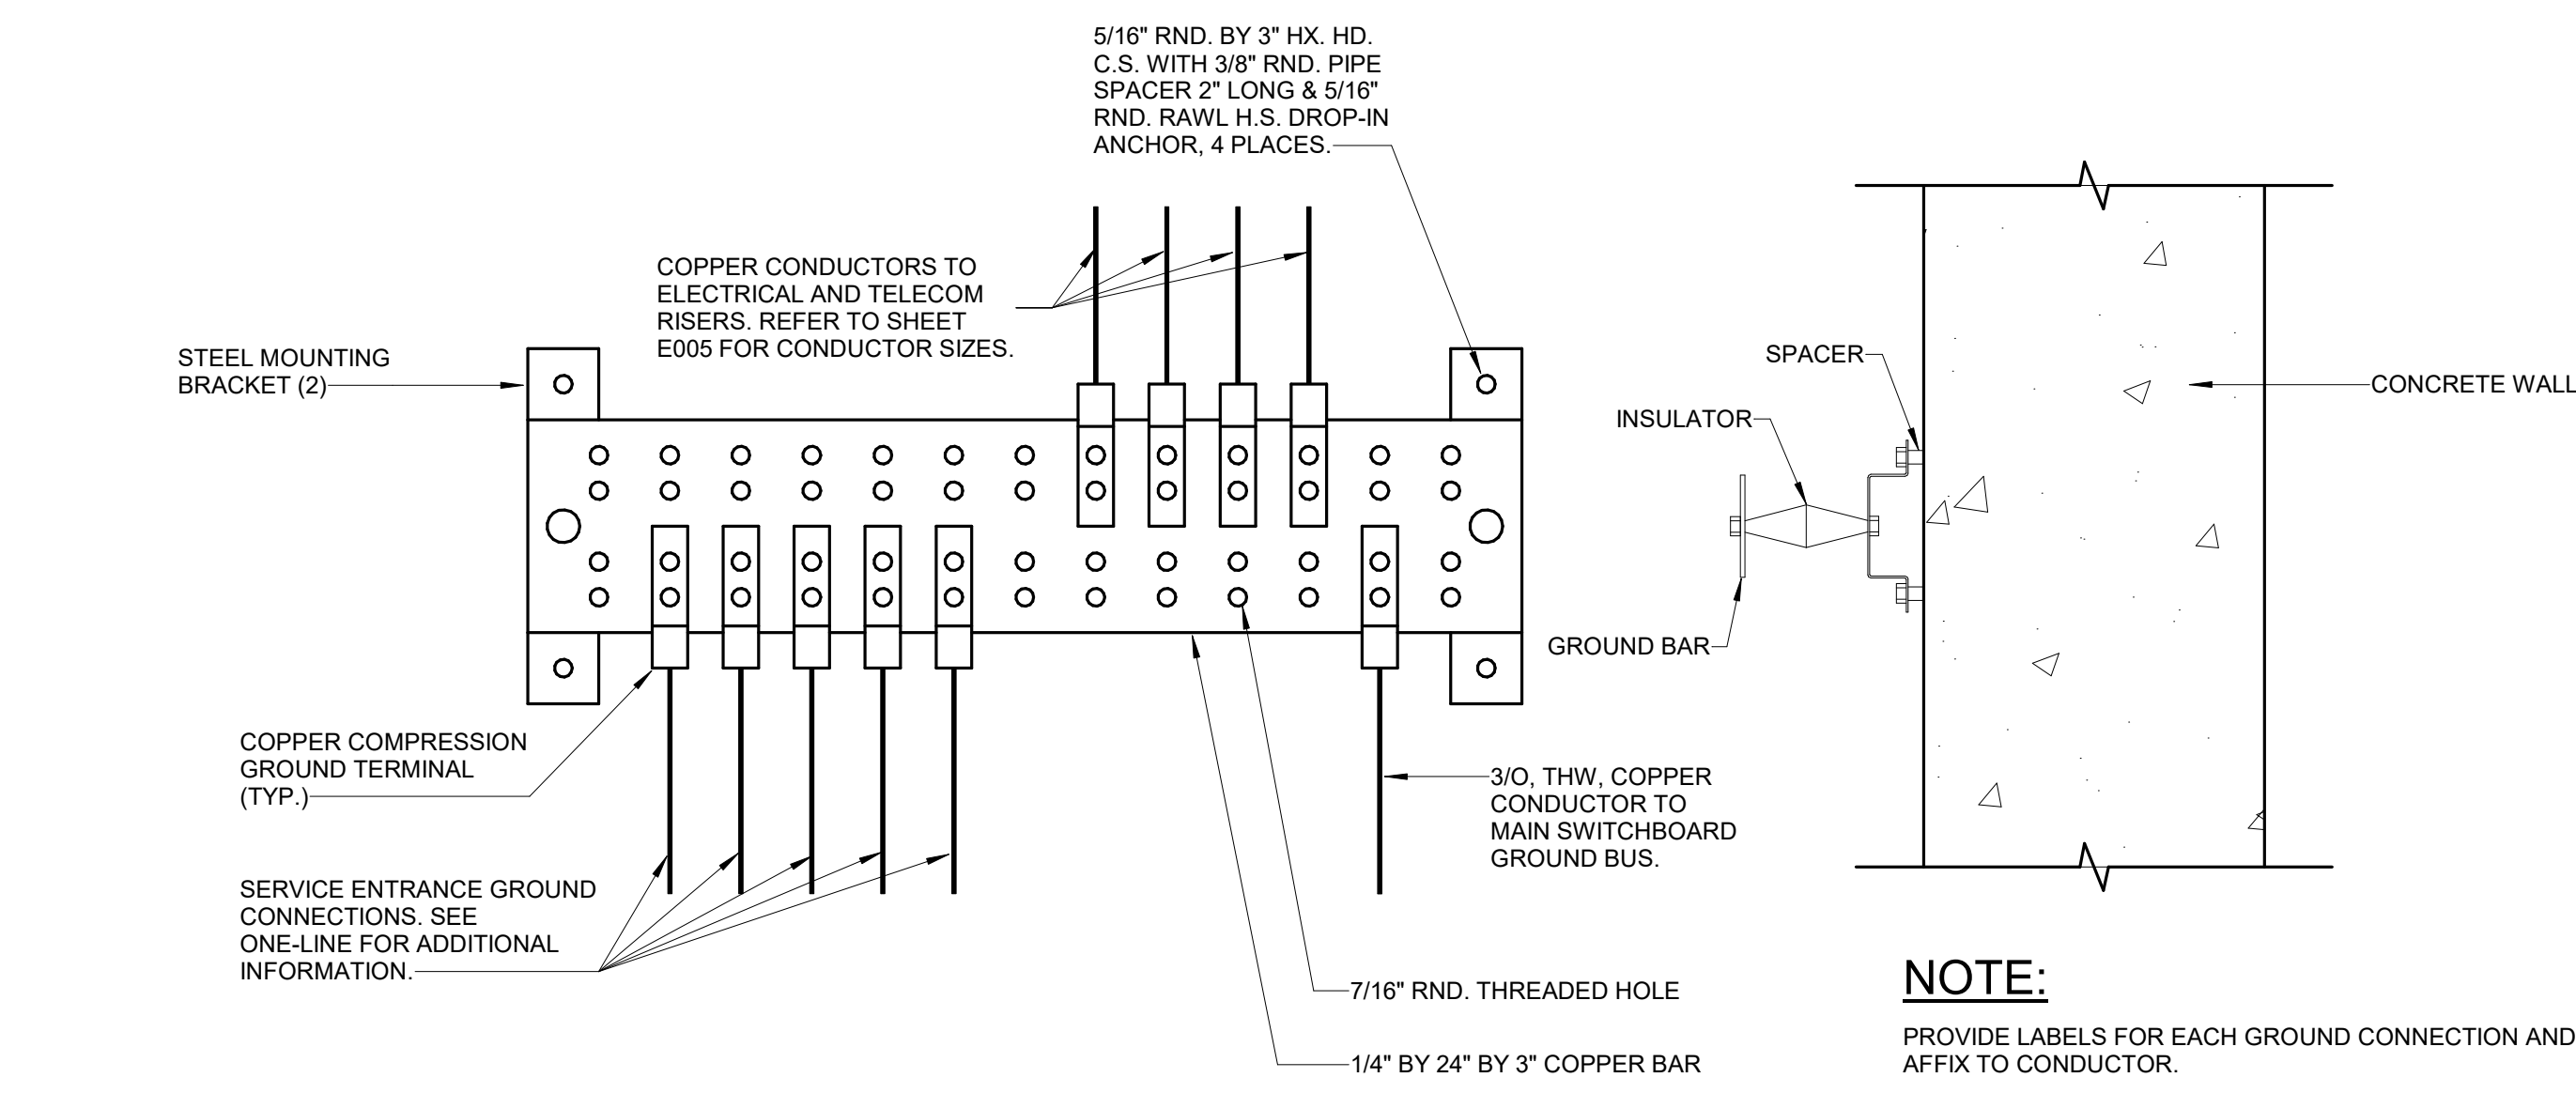 5/16" RND. BY 3" HX. HD.
C.S. WITH 3/8" RND. PIPE
SPACER 2" LONG & 5/16"
RND. RAWL H.S. DROP-IN
ANCHOR, 4 PLACES.
COPPER CONDUCTORS TO
ELECTRICAL AND TELECOM
RISERS. REFER TO SHEET
E005 FOR CONDUCTOR SIZES.
STEEL MOUNTING
BRACKET (2)
SPACER
CONCRETE WALL
INSULATOR
GROUND BAR
COPPER COMPRESSION
GROUND TERMINAL
(TYP.)
3/O, THW, COPPER
CONDUCTOR TO
MAIN SWITCHBOARD
GROUND BUS.
SERVICE ENTRANCE GROUND
CONNECTIONS. SEE
ONE-LINE FOR ADDITIONAL
INFORMATION.
7/16" RND. THREADED HOLE
1/4" BY 24" BY 3" COPPER BAR
NOTE:
PROVIDE LABELS FOR EACH GROUND CONNECTION AND
AFFIX TO CONDUCTOR.